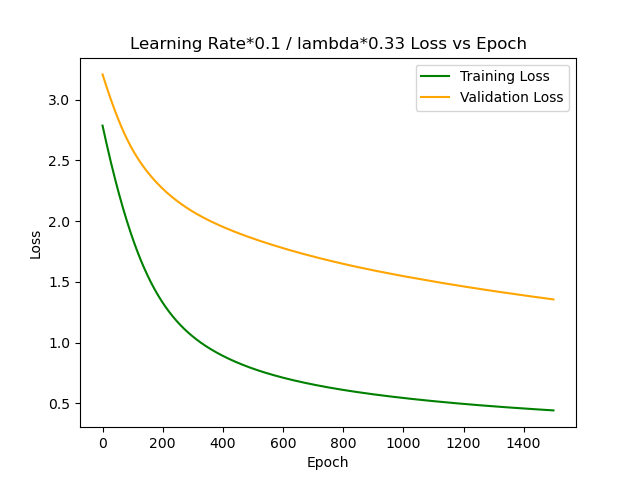 Learning Rate*0.1 / lambda*0.33 Loss vs Epoch
Training Loss
Validation Loss
3.0
2.5
2.0
1.5
1.0
0.5
Loss
0 200 400 600 800 1000 1200 1400
Epoch